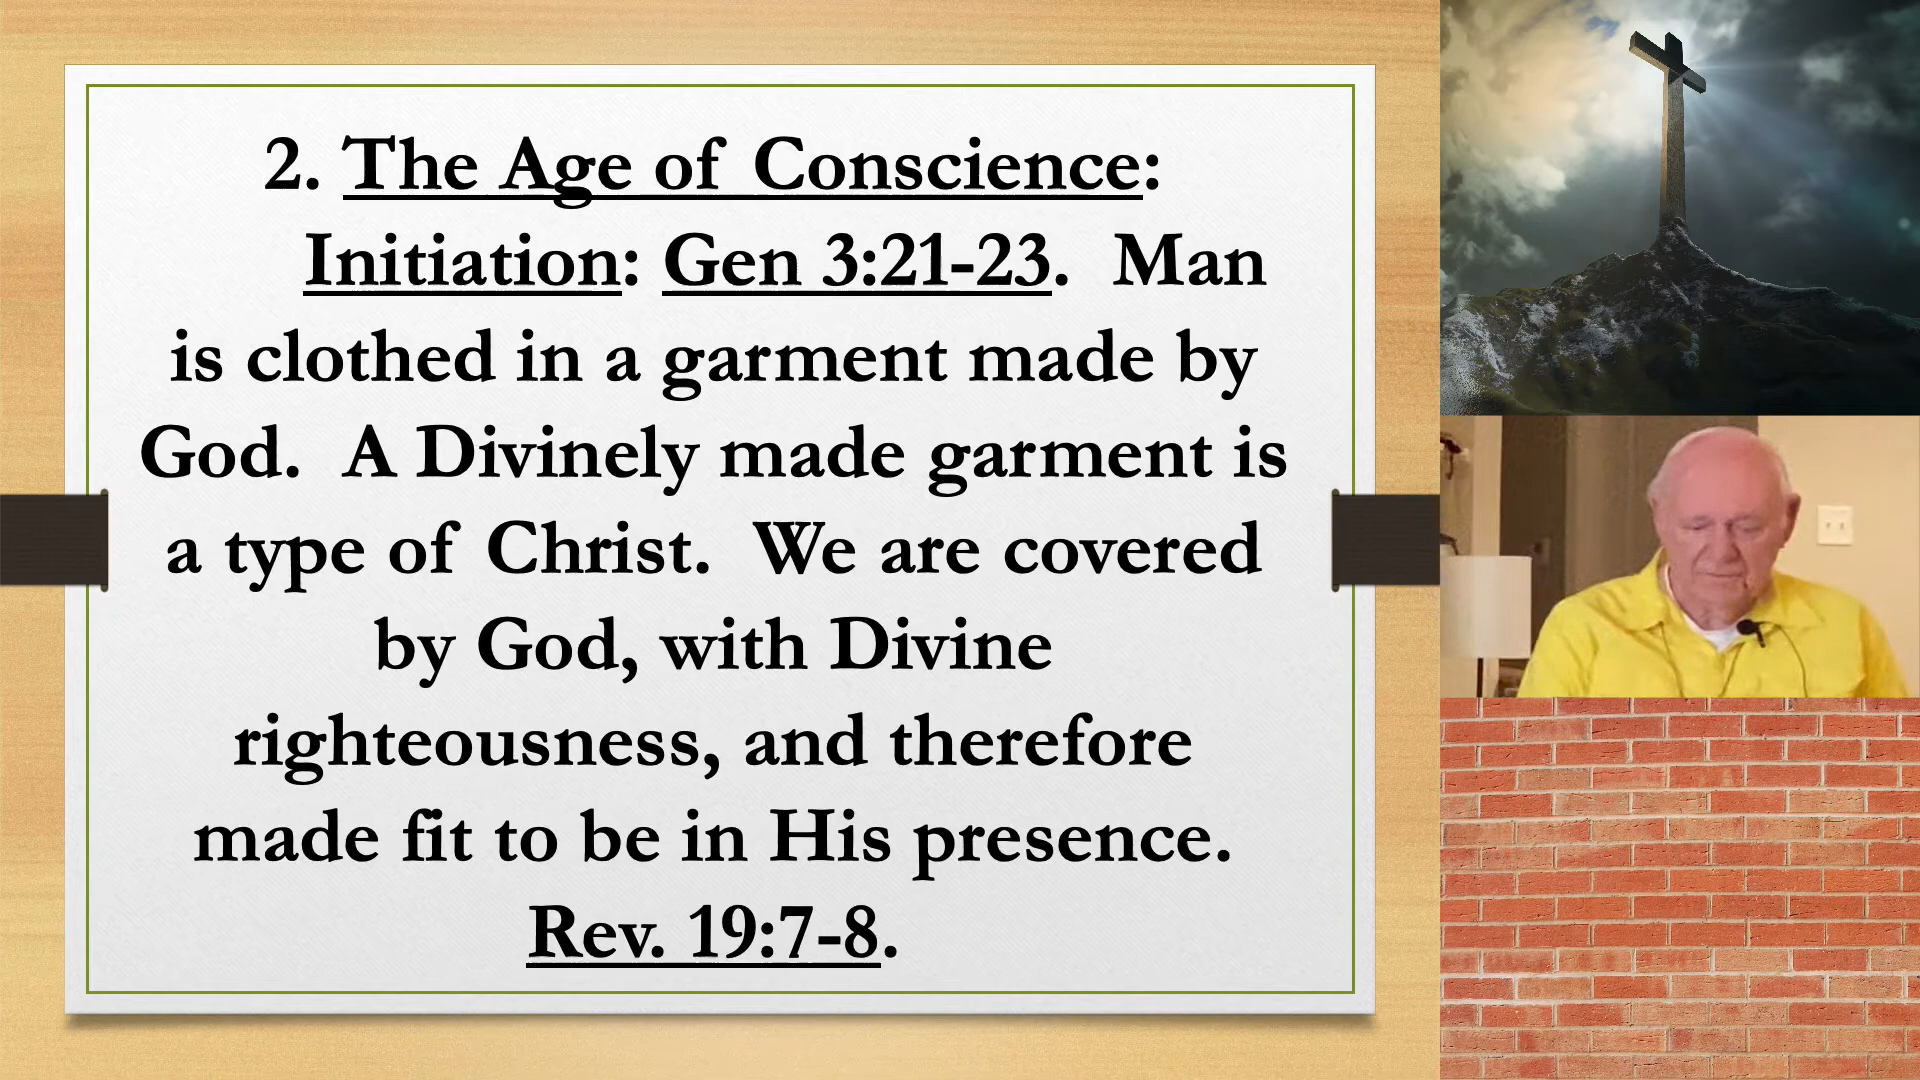 2. The Age of Conscience:
Initiation: Gen 3:21-23. Man
is clothed in a garment made by
God. A Divinely made garment is
a type of Christ. We are covered
by God, with Divine
righteousness, and therefore
made fit to be in His presence.
Rev. 19:7-8.